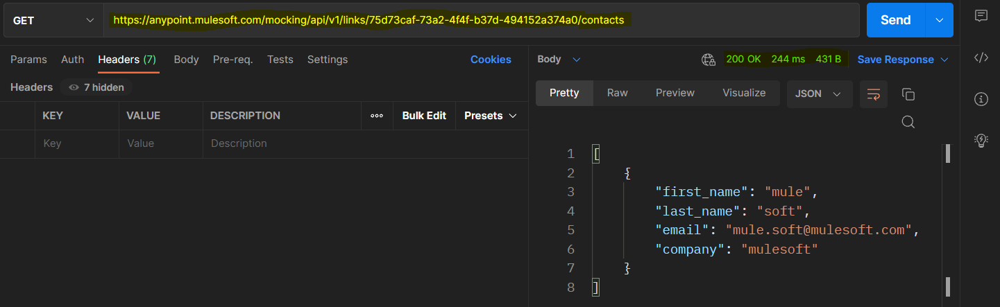 GET https://anypoint.mulesoft.com/mocking/api/v1/links/75d73caf-73a2-4f4f-b37d-494152a374a0/contacts Send
Params Auth Headers (7) Body Pre-req. Tests Settings Cookies
Headers 7 hidden
KEY VALUE DESCRIPTION Bulk Edit Presets
Key Value Description
Body 200 OK 244 ms 431 B Save Response
Pretty Raw Preview Visualize JSON
1 [
2 {
3 "first_name": "mule",
4 "last_name": "soft",
5 "email": "mule.soft@mulesoft.com",
6 "company": "mulesoft"
7 }
8 ]